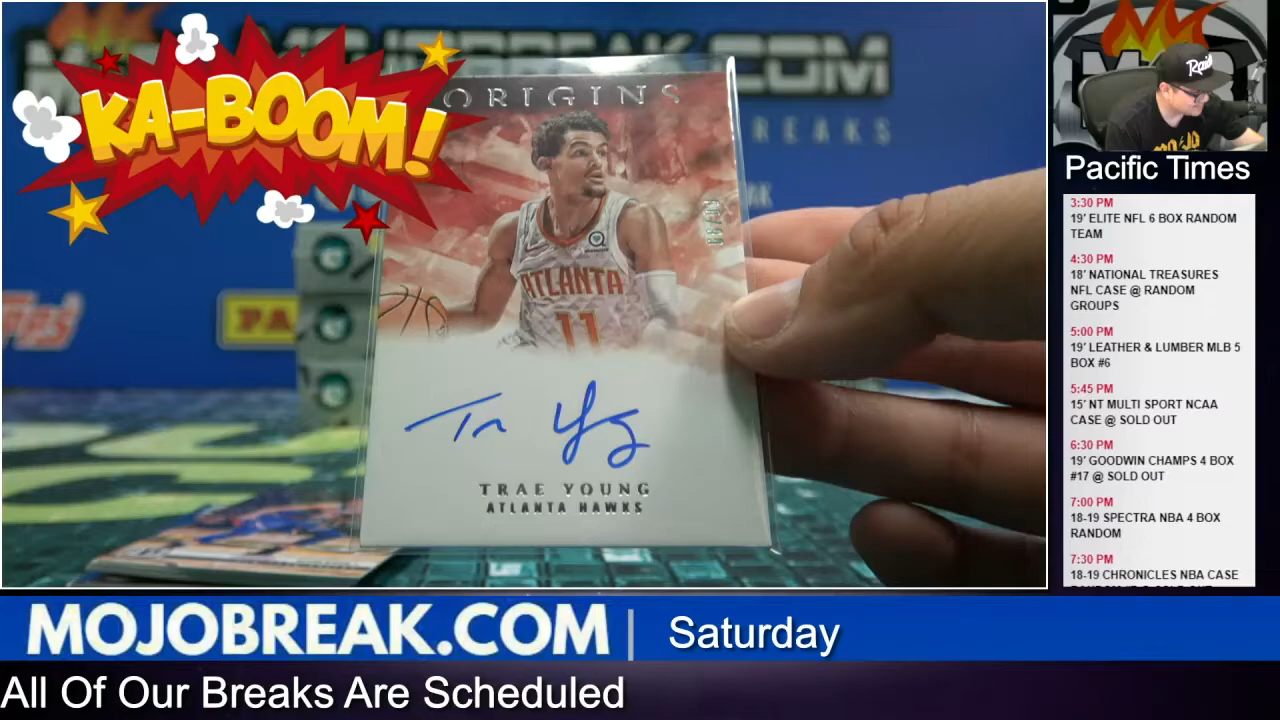 MOJOBREAK.COM
BREAKS
KA-BOOM!
ORIGINS
ATLANTA
11
TRAE YOUNG
ATLANTA HAWKS
Raid
Pacific Times
3:30 PM
19' ELITE NFL 6 BOX RANDOM
TEAM
4:30 PM
18' NATIONAL TREASURES
NFL CASE @ RANDOM
GROUPS
5:00 PM
19' LEATHER & LUMBER MLB 5
BOX #6
5:45 PM
15' NT MULTI SPORT NCAA
CASE @ SOLD OUT
6:30 PM
19' GOODWIN CHAMPS 4 BOX
#17 @ SOLD OUT
7:00 PM
18-19 SPECTRA NBA 4 BOX
RANDOM
7:30 PM
18-19 CHRONICLES NBA CASE
MOJOBREAK.COM | Saturday
All Of Our Breaks Are Scheduled